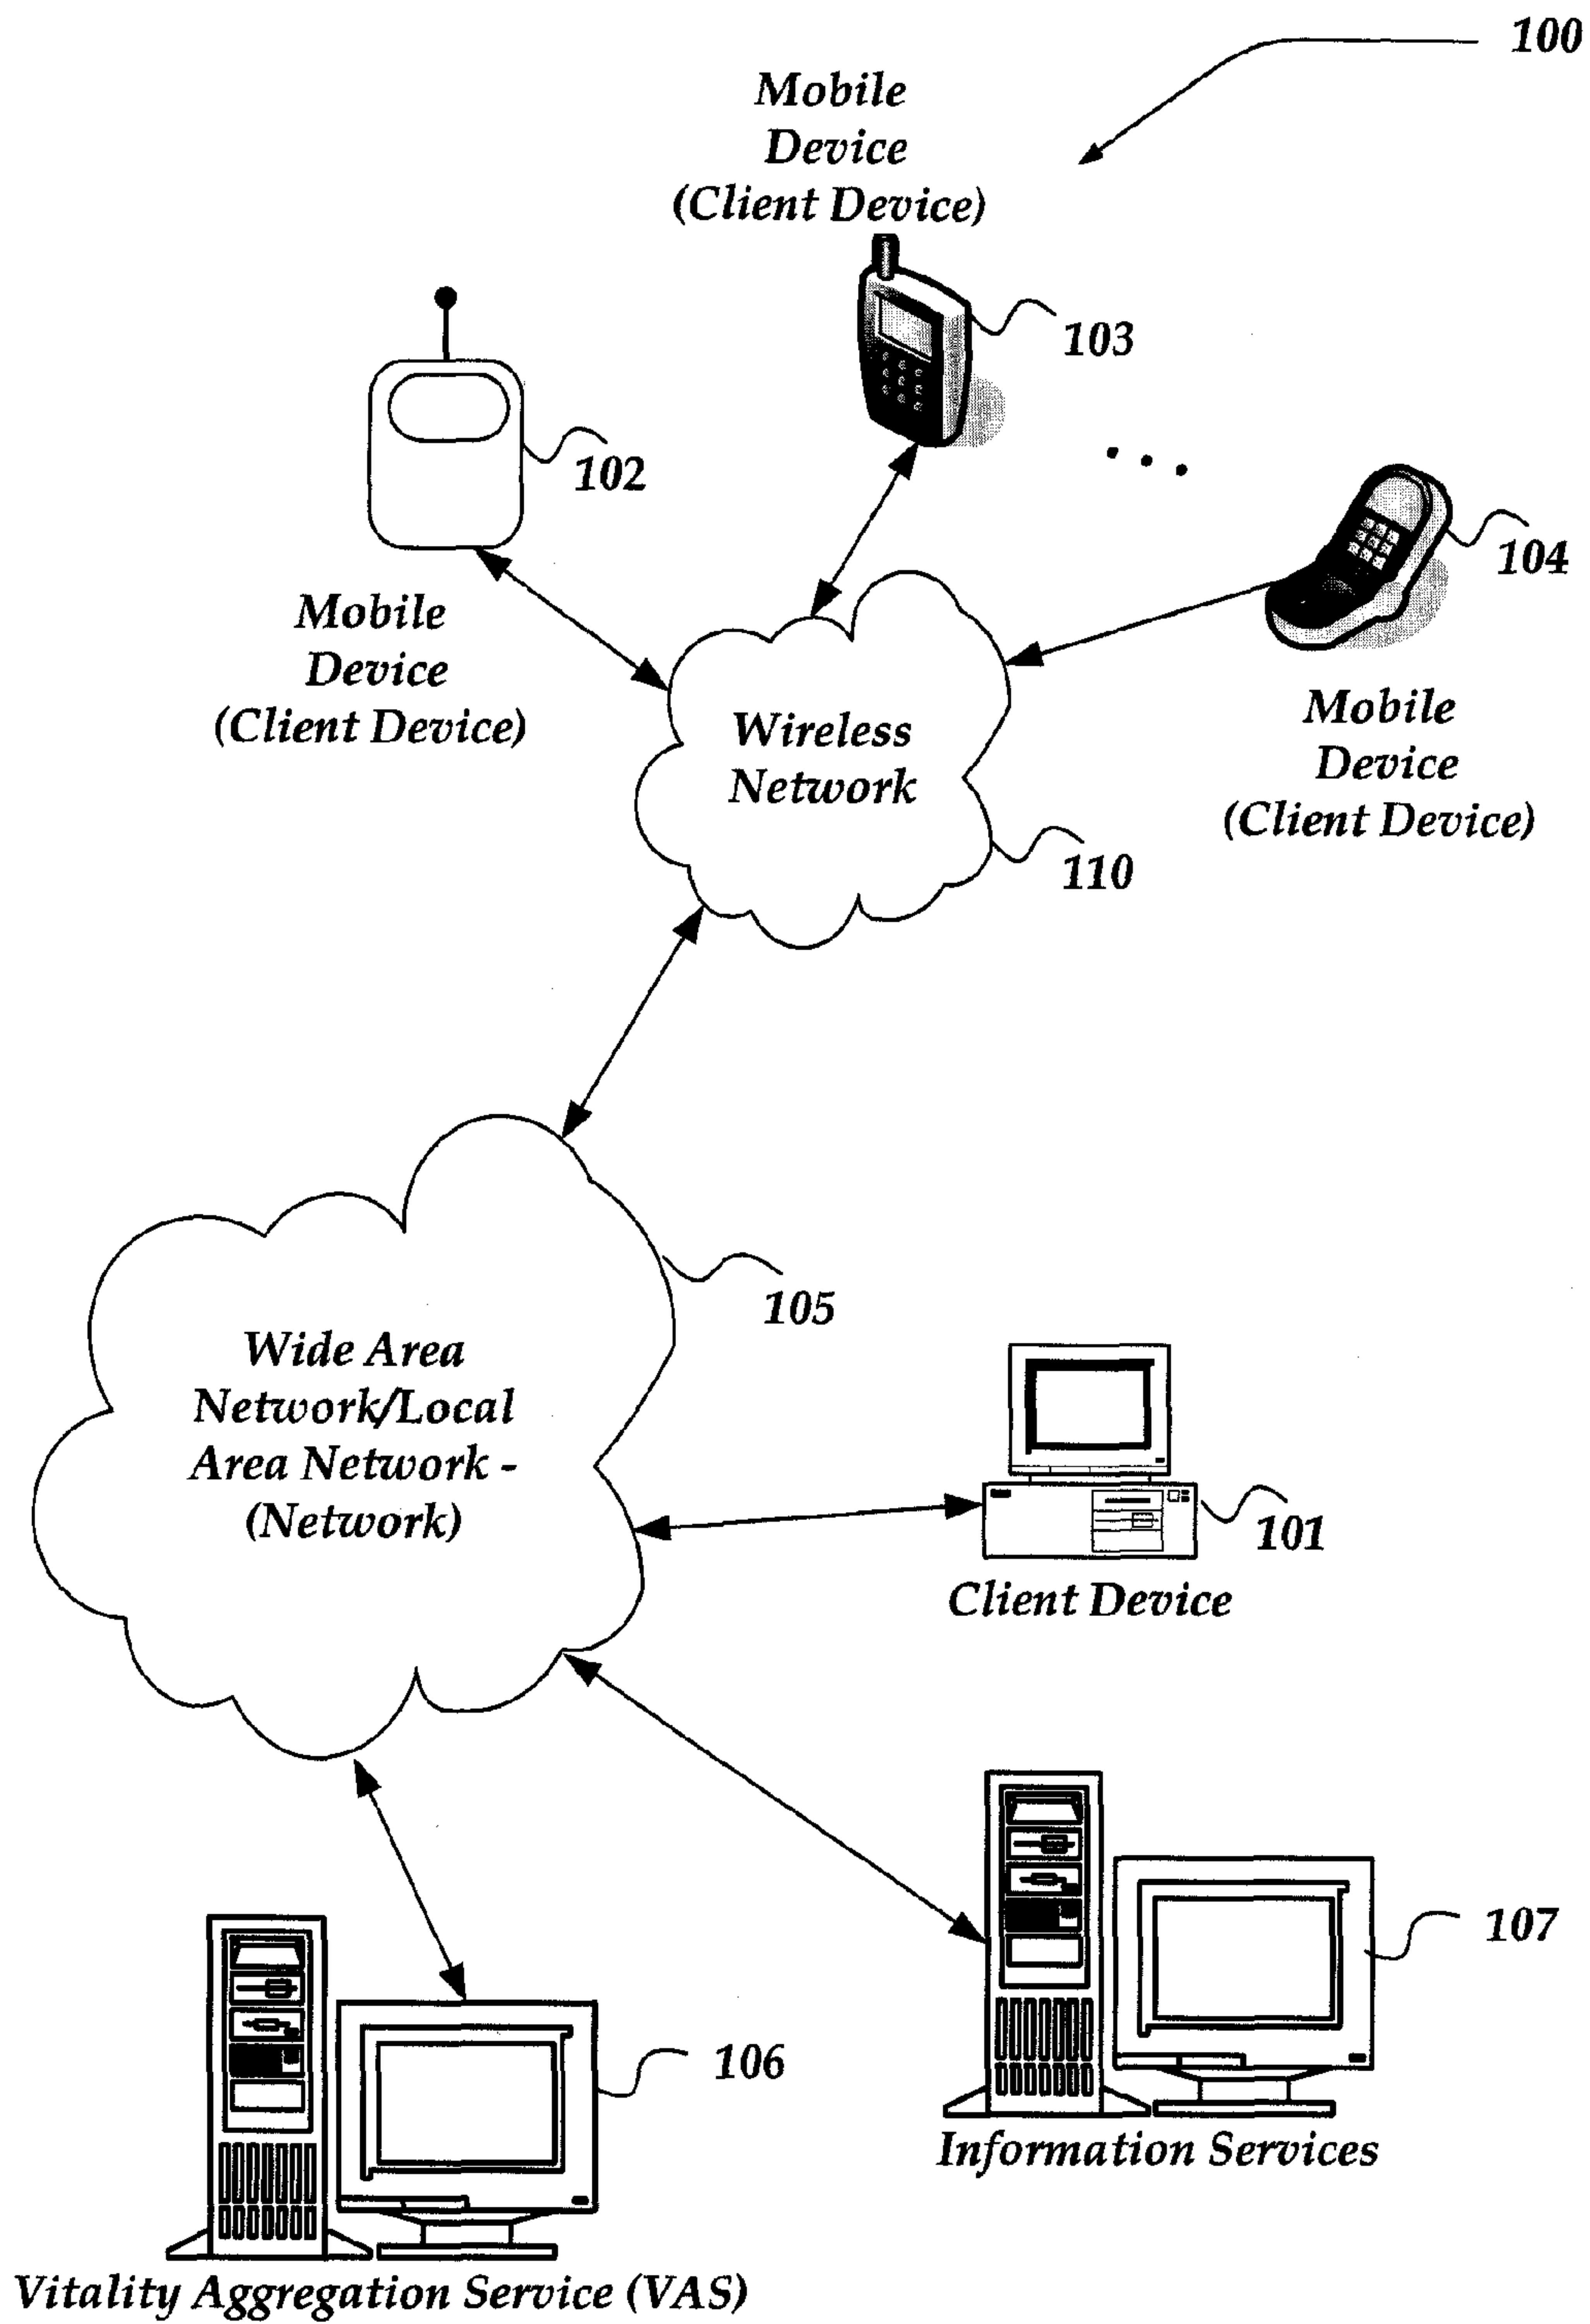 100
Mobile
Device
(Client Device)
103
102
104
Mobile
Device
(Client Device)
Mobile
Device
(Client Device)
Wireless
Network
110
105
Wide Area
Network/Local
Area Network -
(Network)
101
Client Device
107
106
Information Services
Vitality Aggregation Service (VAS)